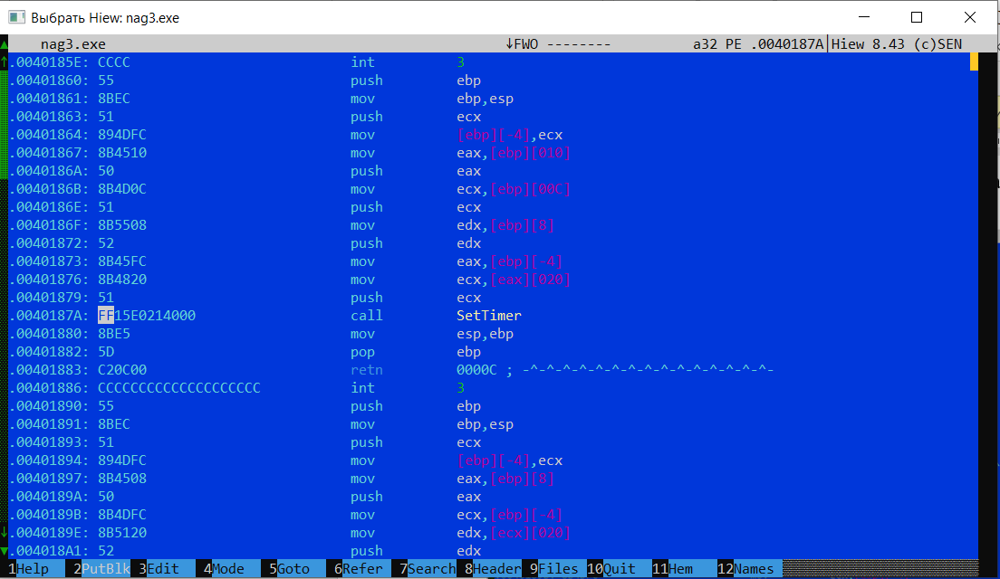 Выбрать Hiew: nag3.exe
nag3.exe ↓FWO -------- a32 PE .0040187A│Hiew 8.43 (c)SEN
.0040185E: CCCC int 3
.00401860: 55 push ebp
.00401861: 8BEC mov ebp,esp
.00401863: 51 push ecx
.00401864: 894DFC mov [ebp][-4],ecx
.00401867: 8B4510 mov eax,[ebp][010]
.0040186A: 50 push eax
.0040186B: 8B4D0C mov ecx,[ebp][00C]
.0040186E: 51 push ecx
.0040186F: 8B5508 mov edx,[ebp][8]
.00401872: 52 push edx
.00401873: 8B45FC mov eax,[ebp][-4]
.00401876: 8B4820 mov ecx,[eax][020]
.00401879: 51 push ecx
.0040187A: FF15E0214000 call SetTimer
.00401880: 8BE5 mov esp,ebp
.00401882: 5D pop ebp
.00401883: C20C00 retn 0000C ; -^-^-^-^-^-^-^-^-^-^-^-^-^-^-^-
.00401886: CCCCCCCCCCCCCCCCCCCC int 3
.00401890: 55 push ebp
.00401891: 8BEC mov ebp,esp
.00401893: 51 push ecx
.00401894: 894DFC mov [ebp][-4],ecx
.00401897: 8B4508 mov eax,[ebp][8]
.0040189A: 50 push eax
.0040189B: 8B4DFC mov ecx,[ebp][-4]
.0040189E: 8B5120 mov edx,[ecx][020]
.004018A1: 52 push edx
1Help 2PutBlk 3Edit 4Mode 5Goto 6Refer 7Search 8Header 9Files 10Quit 11Hem 12Names